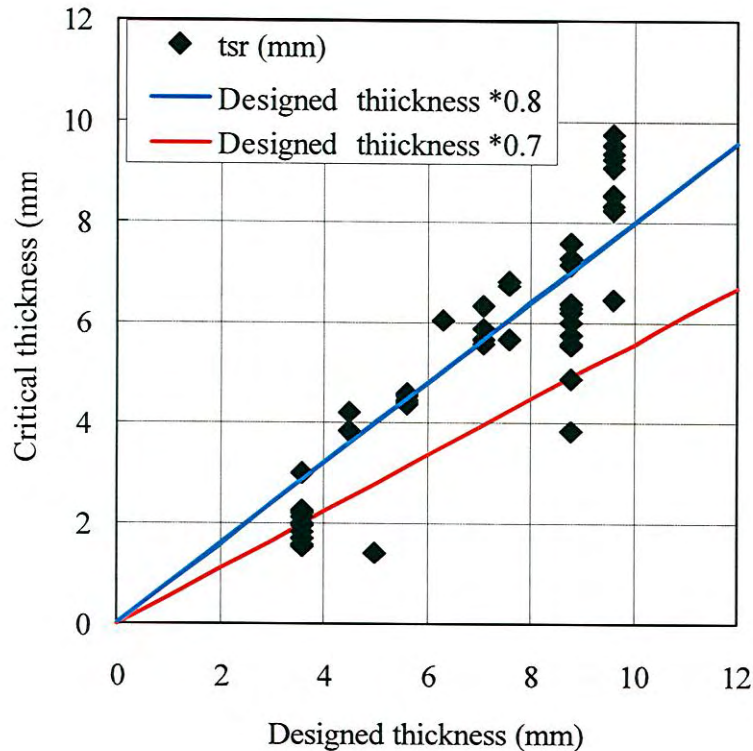 12
10
8
6
4
2
0
tsr (mm)
Designed thiickness *0.8
Designed thiickness *0.7
Critical thickness (mm
0 2 4 6 8 10 12
Designed thickness (mm)